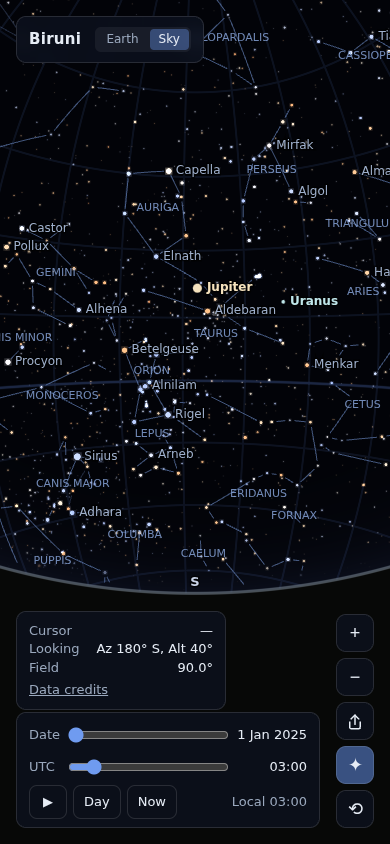 Biruni Earth Sky
LOPARDALIS
CASSIOPE
Mirfak
Capella
PERSEUS
Alma
Algol
AURIGA
TRIANGULU
Castor
Pollux
Elnath
GEMINI
Ha
Jupiter
ARIES
Uranus
Alhena
Aldebaran
TAURUS
IS MINOR
Betelgeuse
Procyon
Menkar
ORION
Alnilam
MONOCEROS
CETUS
Rigel
LEPUS
Sirius
Arneb
CANIS MAJOR
ERIDANUS
Adhara
FORNAX
COLUMBA
CAELUM
PUPPIS
S
Cursor —
Looking Az 180° S, Alt 40°
Field 90.0°
Data credits
Date 1 Jan 2025
UTC 03:00
▶ Day Now Local 03:00
+
−